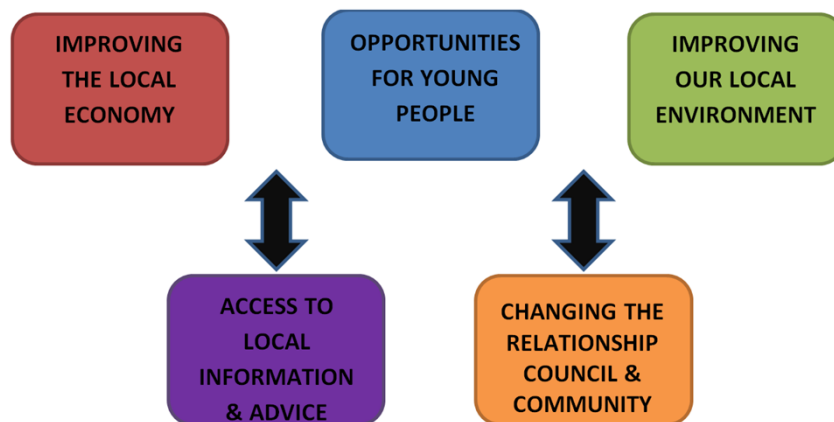 IMPROVING
THE LOCAL
ECONOMY
OPPORTUNITIES
FOR YOUNG
PEOPLE
IMPROVING
OUR LOCAL
ENVIRONMENT
ACCESS TO
LOCAL
INFORMATION
& ADVICE
CHANGING THE
RELATIONSHIP
COUNCIL &
COMMUNITY